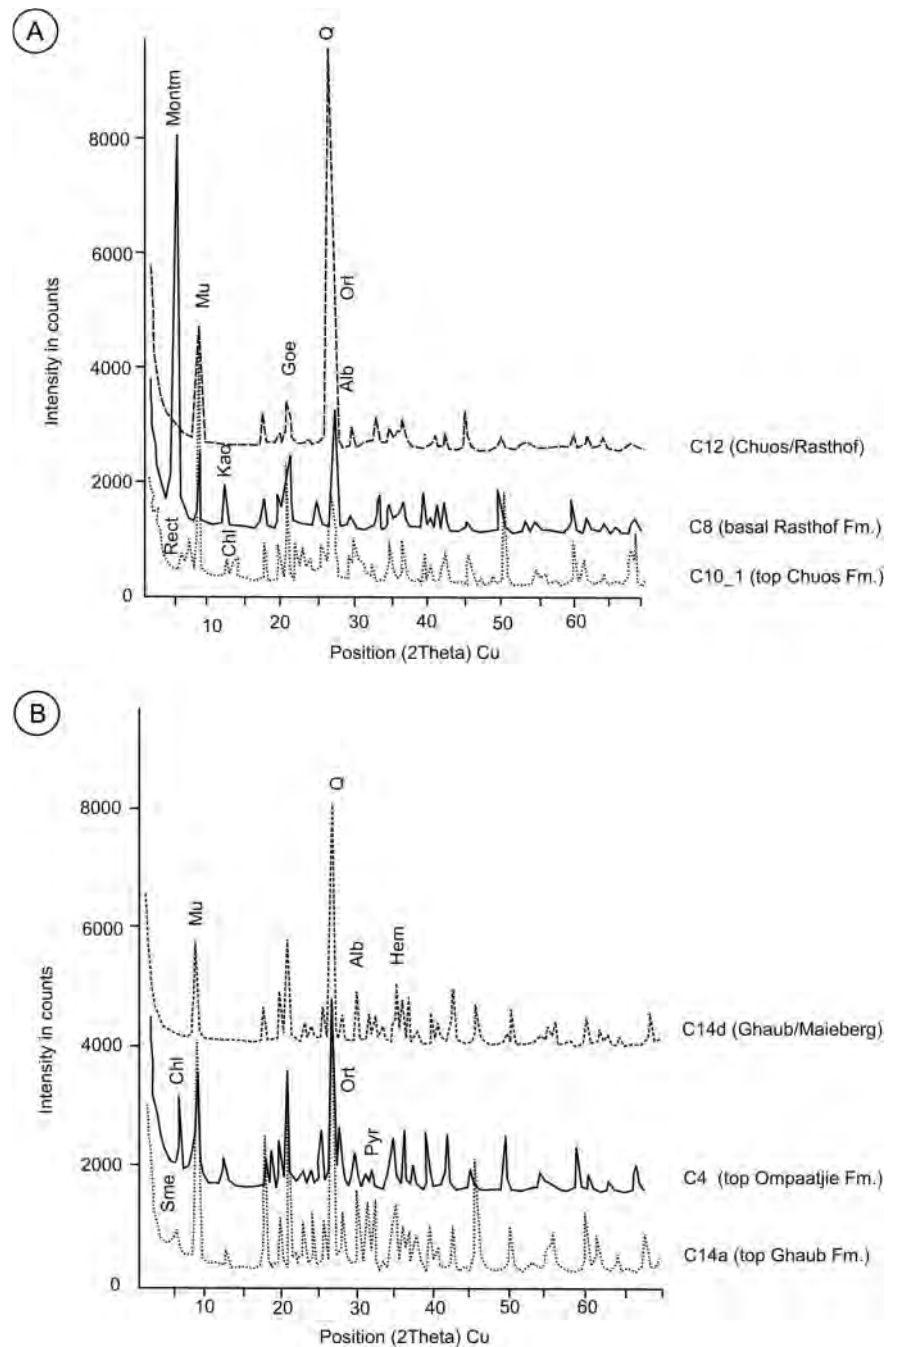 A
Q
Montm
8000
6000
Mu
Ort
Intensity in counts
Goe
4000
Alb
C12 (Chuos/Rasthof)
Kao
2000
C8 (basal Rasthof Fm.)
Rect
Chl
C10_1 (top Chuos Fm.)
0
10 20 30 40 50 60
Position (2Theta) Cu
B
Q
8000
Mu
Alb
Hem
6000
C14d (Ghaub/Maieberg)
Intensity in counts
4000
Chl
Ort
Pyr
2000
C4 (top Ompaatjie Fm.)
Sme
C14a (top Ghaub Fm.)
0
10 20 30 40 50 60
Position (2Theta) Cu